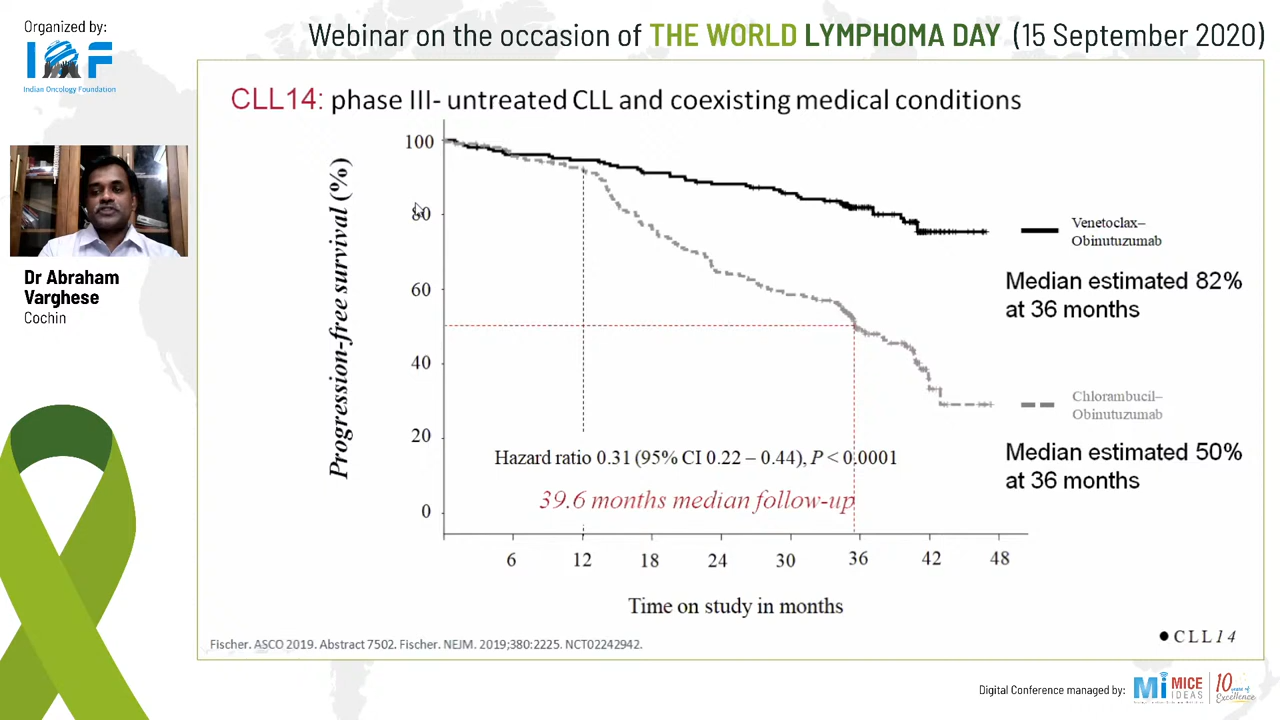 Organized by:
IOF
Indian Oncology Foundation
Webinar on the occasion of THE WORLD LYMPHOMA DAY (15 September 2020)
Dr Abraham
Varghese
Cochin
CLL14: phase III- untreated CLL and coexisting medical conditions
Progression-free survival (%)
100
80
60
40
20
0
6 12 18 24 30 36 42 48
Time on study in months
Hazard ratio 0.31 (95% CI 0.22 – 0.44), P < 0.0001
39.6 months median follow-up
Venetoclax–
Obinutuzumab
Median estimated 82%
at 36 months
Chlorambucil–
Obinutuzumab
Median estimated 50%
at 36 months
Fischer. ASCO 2019. Abstract 7502. Fischer. NEJM. 2019;380:2225. NCT02242942.
● CLL14
Digital Conference managed by:
Mi MICE
IDEAS
10 years of
Excellence